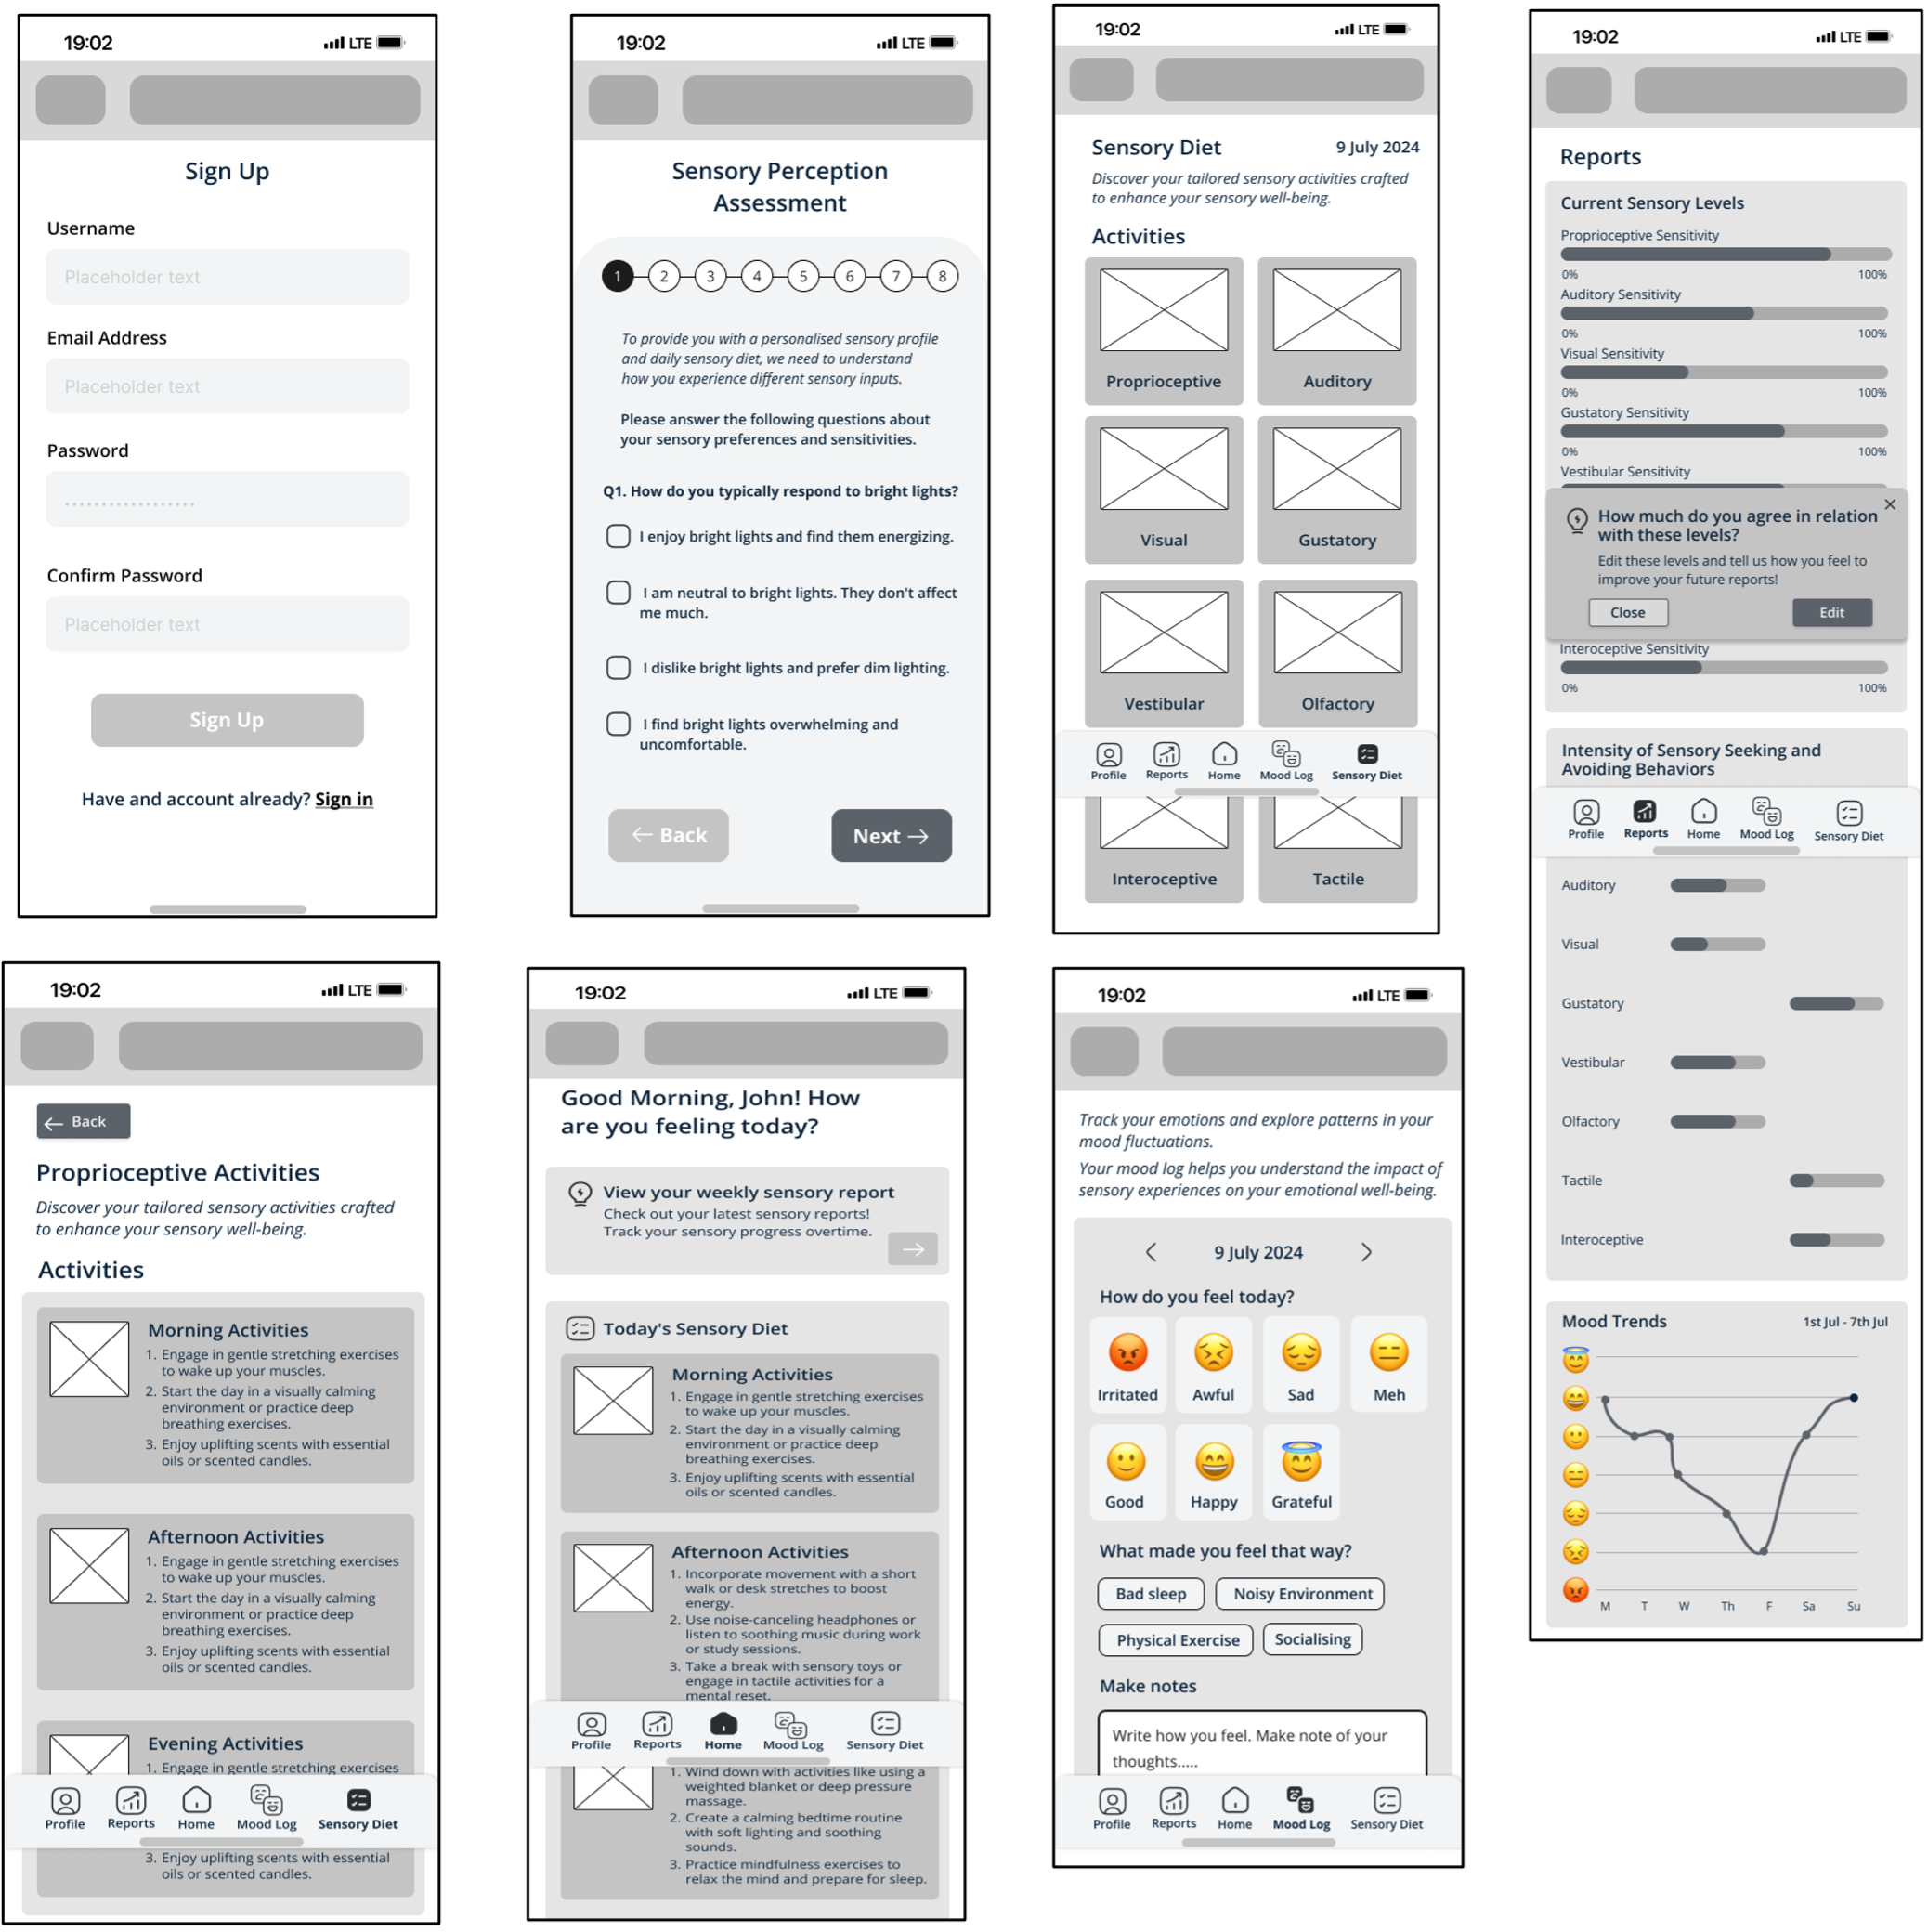 19:02
LTE
Sign Up
Username
Placeholder text
Email Address
Placeholder text
Password
..................
Confirm Password
Placeholder text
Sign Up
Have and account already? Sign in
19:02
LTE
Sensory Perception
Assessment
1 2 3 4 5 6 7 8
To provide you with a personalised sensory profile
and daily sensory diet, we need to understand
how you experience different sensory inputs.
Please answer the following questions about
your sensory preferences and sensitivities.
Q1. How do you typically respond to bright lights?
I enjoy bright lights and find them energizing.
I am neutral to bright lights. They don't affect
me much.
I dislike bright lights and prefer dim lighting.
I find bright lights overwhelming and
uncomfortable.
← Back
Next →
19:02
LTE
Sensory Diet
9 July 2024
Discover your tailored sensory activities crafted
to enhance your sensory well-being.
Activities
Proprioceptive
Auditory
Visual
Gustatory
Vestibular
Olfactory
Profile
Reports
Home
Mood Log
Sensory Diet
Interoceptive
Tactile
19:02
LTE
Reports
Current Sensory Levels
Proprioceptive Sensitivity
0% 100%
Auditory Sensitivity
0% 100%
Visual Sensitivity
0% 100%
Gustatory Sensitivity
0% 100%
Vestibular Sensitivity
How much do you agree in relation
with these levels?
Edit these levels and tell us how you feel to
improve your future reports!
Close
Edit
Interoceptive Sensitivity
0% 100%
Intensity of Sensory Seeking and
Avoiding Behaviors
Profile
Reports
Home
Mood Log
Sensory Diet
Auditory
Visual
Gustatory
Vestibular
Olfactory
Tactile
Interoceptive
Mood Trends
1st Jul - 7th Jul
M T W Th F Sa Su
19:02
LTE
← Back
Proprioceptive Activities
Discover your tailored sensory activities crafted
to enhance your sensory well-being.
Activities
Morning Activities
1. Engage in gentle stretching exercises
to wake up your muscles.
2. Start the day in a visually calming
environment or practice deep
breathing exercises.
3. Enjoy uplifting scents with essential
oils or scented candles.
Afternoon Activities
1. Engage in gentle stretching exercises
to wake up your muscles.
2. Start the day in a visually calming
environment or practice deep
breathing exercises.
3. Enjoy uplifting scents with essential
oils or scented candles.
Evening Activities
1. Engage in gentle stretching exercises
Profile
Reports
Home
Mood Log
Sensory Diet
3. Enjoy uplifting scents with essential
oils or scented candles.
19:02
LTE
Good Morning, John! How
are you feeling today?
View your weekly sensory report
Check out your latest sensory reports!
Track your sensory progress overtime.
Today's Sensory Diet
Morning Activities
1. Engage in gentle stretching exercises
to wake up your muscles.
2. Start the day in a visually calming
environment or practice deep
breathing exercises.
3. Enjoy uplifting scents with essential
oils or scented candles.
Afternoon Activities
1. Incorporate movement with a short
walk or desk stretches to boost
energy.
2. Use noise-canceling headphones or
listen to soothing music during work
or study sessions.
3. Take a break with sensory toys or
engage in tactile activities for a
mental reset.
Profile
Reports
Home
Mood Log
Sensory Diet
1. Wind down with activities like using a
weighted blanket or deep pressure
massage.
2. Create a calming bedtime routine
with soft lighting and soothing
sounds.
3. Practice mindfulness exercises to
relax the mind and prepare for sleep.
19:02
LTE
Track your emotions and explore patterns in your
mood fluctuations.
Your mood log helps you understand the impact of
sensory experiences on your emotional well-being.
9 July 2024
How do you feel today?
Irritated
Awful
Sad
Meh
Good
Happy
Grateful
What made you feel that way?
Bad sleep
Noisy Environment
Physical Exercise
Socialising
Make notes
Write how you feel. Make note of your
thoughts.....
Profile
Reports
Home
Mood Log
Sensory Diet